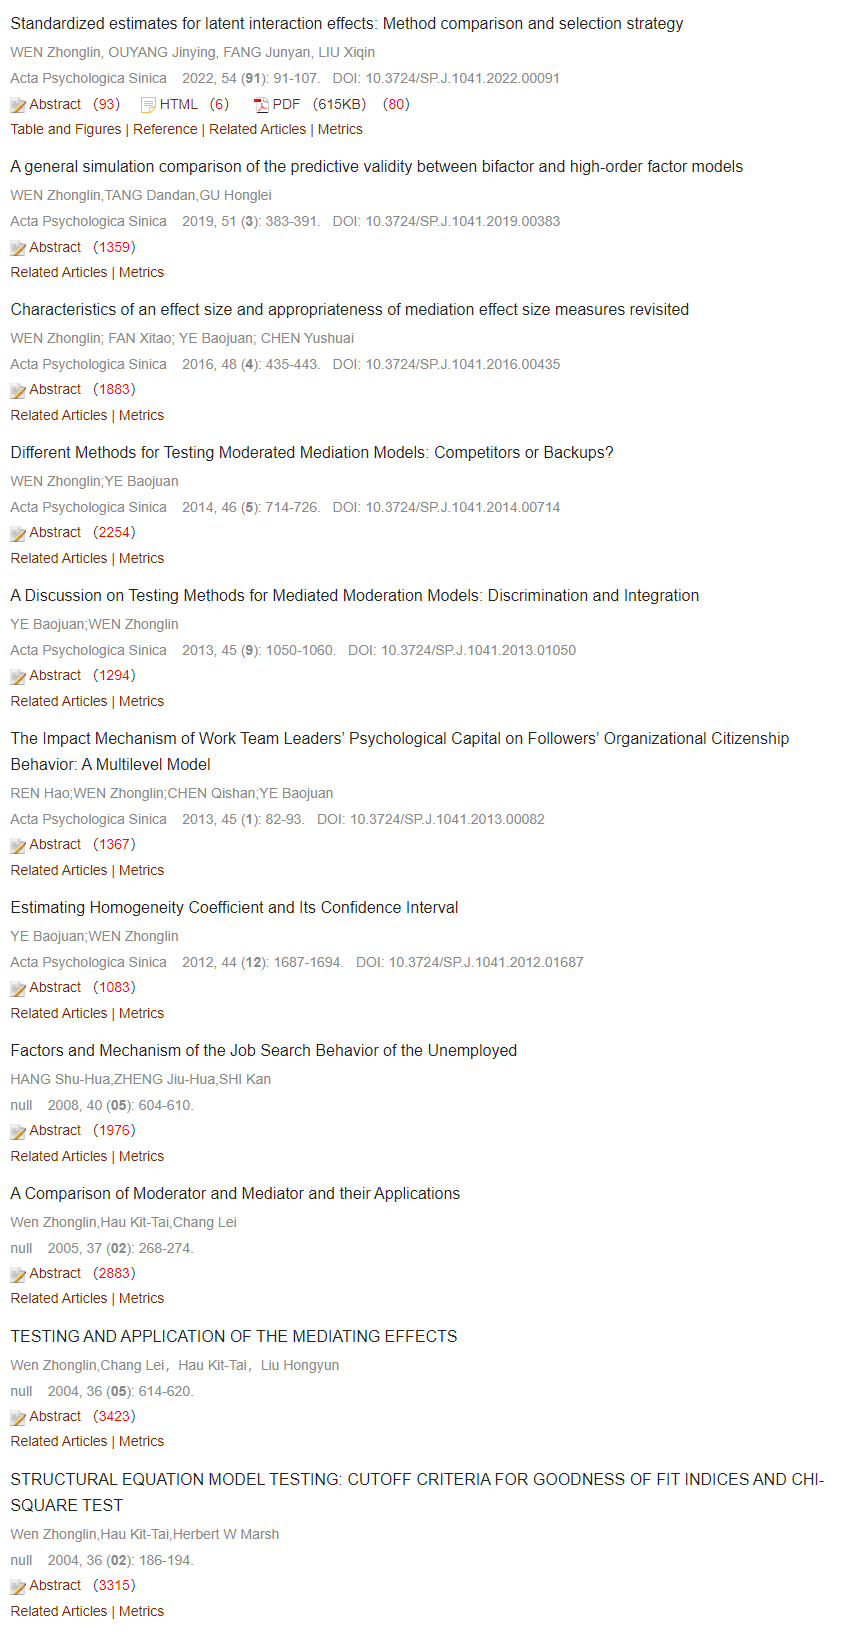 Standardized estimates for latent interaction effects: Method comparison and selection strategy
WEN Zhonglin, OUYANG Jinying, FANG Junyan, LIU Xiqin
Acta Psychologica Sinica 2022, 54 (91): 91-107. DOI: 10.3724/SP.J.1041.2022.00091
Abstract (93) HTML (6) PDF (615KB) (80)
Table and Figures | Reference | Related Articles | Metrics
A general simulation comparison of the predictive validity between bifactor and high-order factor models
WEN Zhonglin,TANG Dandan,GU Honglei
Acta Psychologica Sinica 2019, 51 (3): 383-391. DOI: 10.3724/SP.J.1041.2019.00383
Abstract (1359)
Related Articles | Metrics
Characteristics of an effect size and appropriateness of mediation effect size measures revisited
WEN Zhonglin; FAN Xitao; YE Baojuan; CHEN Yushuai
Acta Psychologica Sinica 2016, 48 (4): 435-443. DOI: 10.3724/SP.J.1041.2016.00435
Abstract (1883)
Related Articles | Metrics
Different Methods for Testing Moderated Mediation Models: Competitors or Backups?
WEN Zhonglin;YE Baojuan
Acta Psychologica Sinica 2014, 46 (5): 714-726. DOI: 10.3724/SP.J.1041.2014.00714
Abstract (2254)
Related Articles | Metrics
A Discussion on Testing Methods for Mediated Moderation Models: Discrimination and Integration
YE Baojuan;WEN Zhonglin
Acta Psychologica Sinica 2013, 45 (9): 1050-1060. DOI: 10.3724/SP.J.1041.2013.01050
Abstract (1294)
Related Articles | Metrics
The Impact Mechanism of Work Team Leaders’ Psychological Capital on Followers’ Organizational Citizenship
Behavior: A Multilevel Model
REN Hao;WEN Zhonglin;CHEN Qishan;YE Baojuan
Acta Psychologica Sinica 2013, 45 (1): 82-93. DOI: 10.3724/SP.J.1041.2013.00082
Abstract (1367)
Related Articles | Metrics
Estimating Homogeneity Coefficient and Its Confidence Interval
YE Baojuan;WEN Zhonglin
Acta Psychologica Sinica 2012, 44 (12): 1687-1694. DOI: 10.3724/SP.J.1041.2012.01687
Abstract (1083)
Related Articles | Metrics
Factors and Mechanism of the Job Search Behavior of the Unemployed
HANG Shu-Hua,ZHENG Jiu-Hua,SHI Kan
null 2008, 40 (05): 604-610.
Abstract (1976)
Related Articles | Metrics
A Comparison of Moderator and Mediator and their Applications
Wen Zhonglin,Hau Kit-Tai,Chang Lei
null 2005, 37 (02): 268-274.
Abstract (2883)
Related Articles | Metrics
TESTING AND APPLICATION OF THE MEDIATING EFFECTS
Wen Zhonglin,Chang Lei，Hau Kit-Tai，Liu Hongyun
null 2004, 36 (05): 614-620.
Abstract (3423)
Related Articles | Metrics
STRUCTURAL EQUATION MODEL TESTING: CUTOFF CRITERIA FOR GOODNESS OF FIT INDICES AND CHI-
SQUARE TEST
Wen Zhonglin,Hau Kit-Tai,Herbert W Marsh
null 2004, 36 (02): 186-194.
Abstract (3315)
Related Articles | Metrics